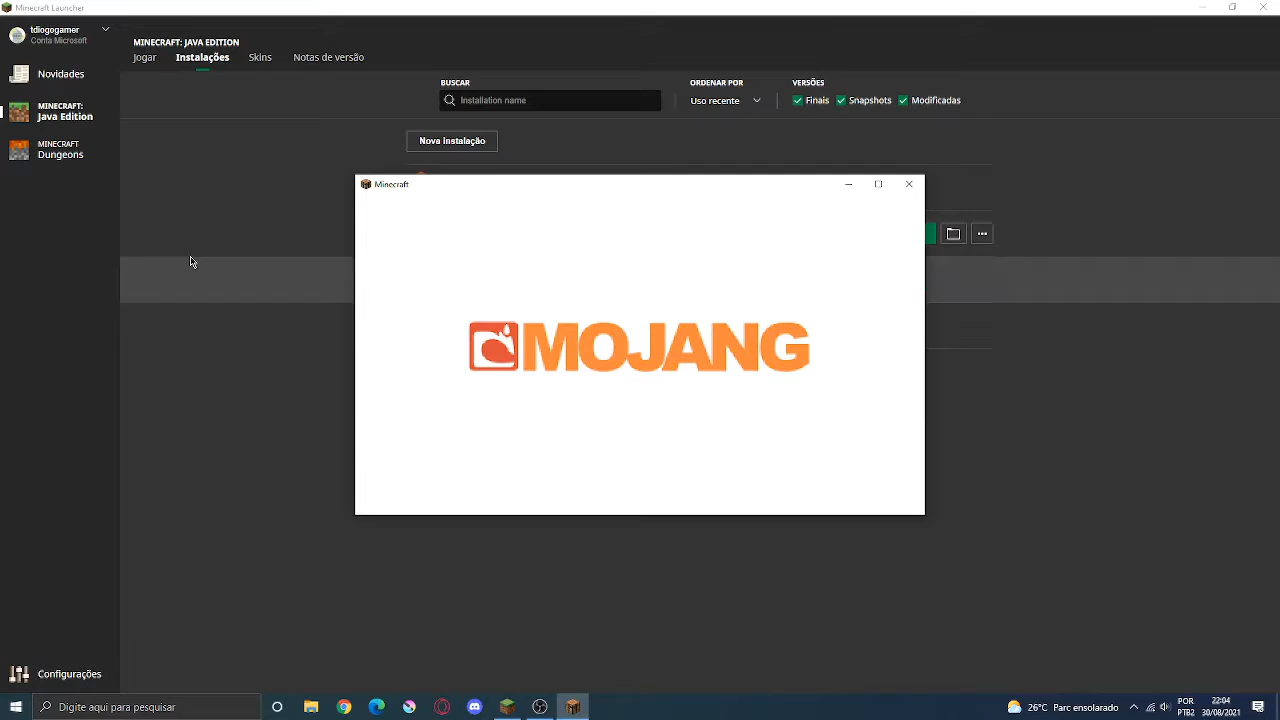 Minecraft Launcher
tdiogogamer
Conta Microsoft
Novidades
MINECRAFT:
Java Edition
MINECRAFT
Dungeons
Configurações
MINECRAFT: JAVA EDITION
Jogar Instalações Skins Notas de versão
BUSCAR ORDENAR POR VERSÕES
Installation name Uso recente Finais Snapshots Modificadas
Nova instalação
Minecraft
MOJANG
Digite aqui para pesquisar
26°C Parc ensolarado
POR
PTB2
22:04
30/08/2021